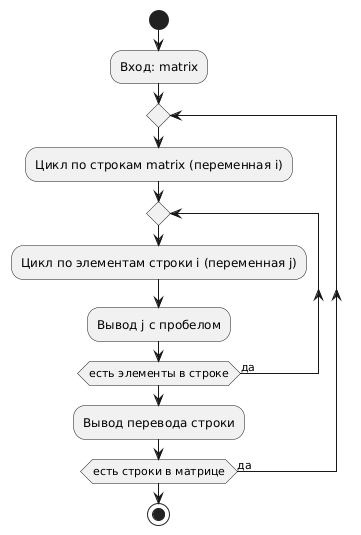 Вход: matrix
Цикл по строкам matrix (переменная i)
Цикл по элементам строки i (переменная j)
Вывод j с пробелом
есть элементы в строке
да
Вывод перевода строки
есть строки в матрице
да